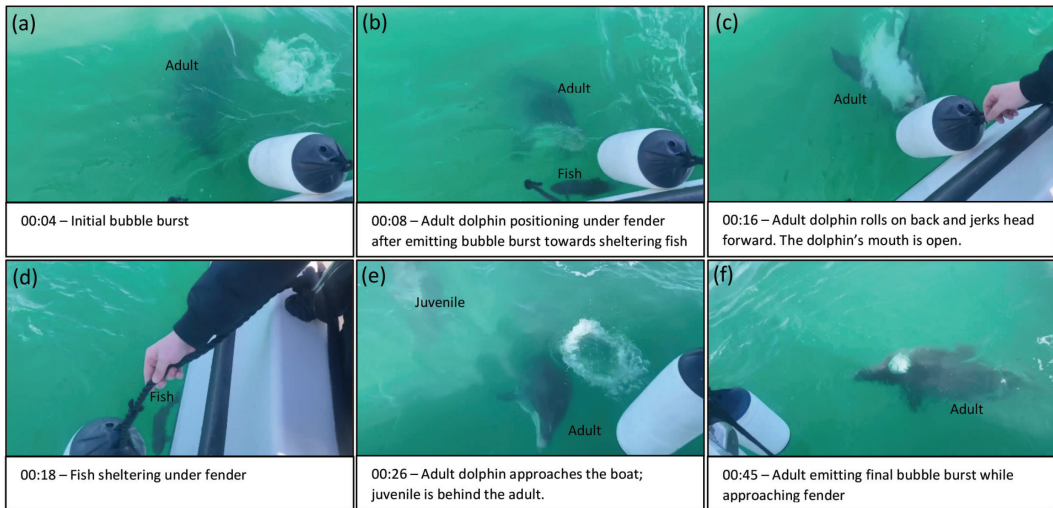 (a)
Adult
00:04 – Initial bubble burst
(b)
Adult
Fish
00:08 – Adult dolphin positioning under fender
after emitting bubble burst towards sheltering fish
(c)
Adult
00:16 – Adult dolphin rolls on back and jerks head
forward. The dolphin's mouth is open.
(d)
Fish
00:18 – Fish sheltering under fender
(e)
Juvenile
Adult
00:26 – Adult dolphin approaches the boat;
juvenile is behind the adult.
(f)
Adult
00:45 – Adult emitting final bubble burst while
approaching fender